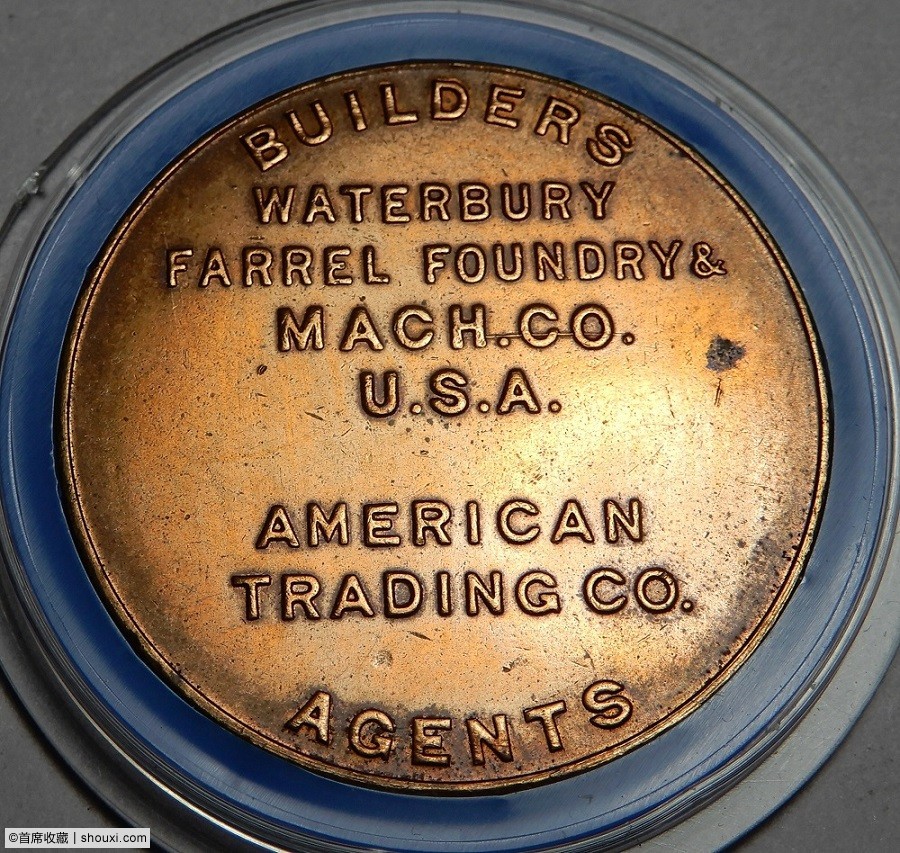 BUILDERS
WATERBURY
FARREL FOUNDRY &
MACH. CO.
U.S.A.
AMERICAN
TRADING CO.
AGENTS
©首席收藏 | shouxi.com